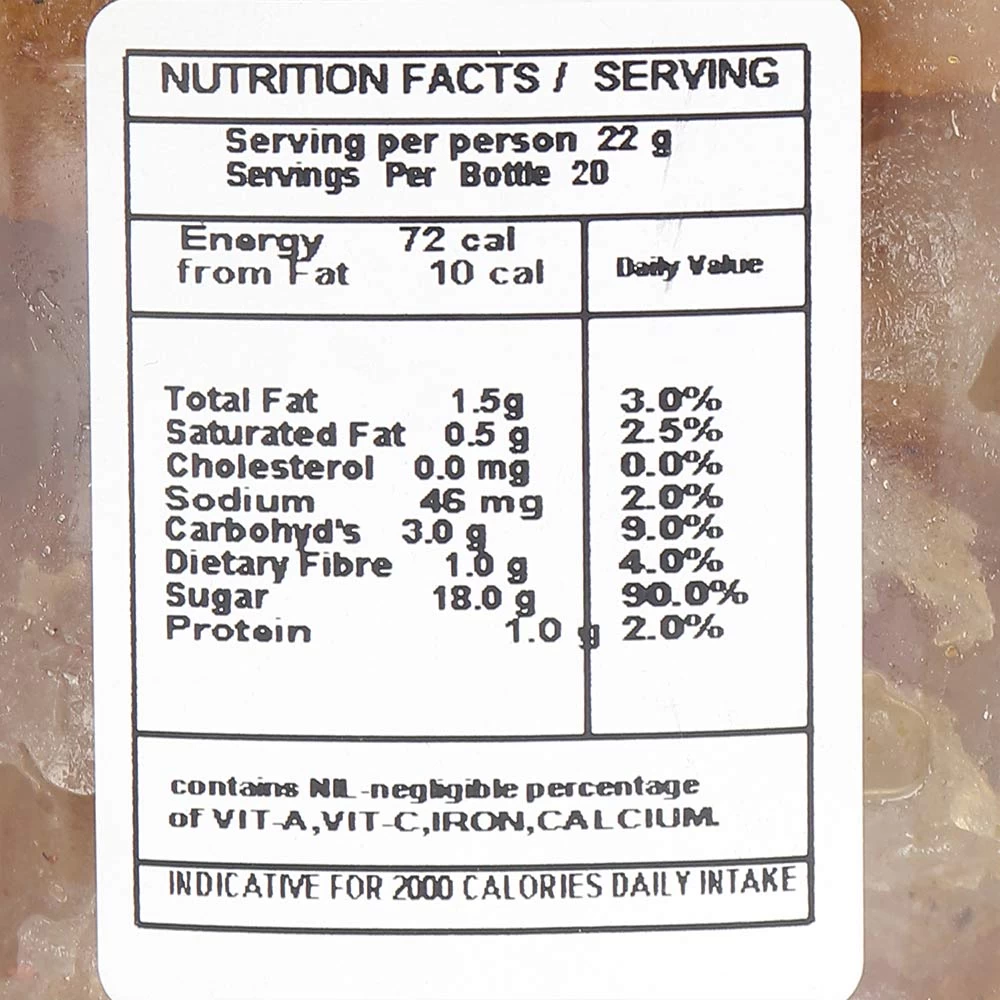 NUTRITION FACTS / SERVING
Serving per person 22 g
Servings Per Bottle 20
Energy 72 cal
from Fat 10 cal
Daily Value
Total Fat 1.5g 3.0%
Saturated Fat 0.5 g 2.5%
Cholesterol 0.0 mg 0.0%
Sodium 46 mg 2.0%
Carbohyd's 3.0 g 9.0%
Dietary Fibre 1.0 g 4.0%
Sugar 18.0 g 90.0%
Protein 1.0 g 2.0%
contains NIL-negligible percentage
of VIT-A,VIT-C,IRON,CALCIUM.
INDICATIVE FOR 2000 CALORIES DAILY INTAKE